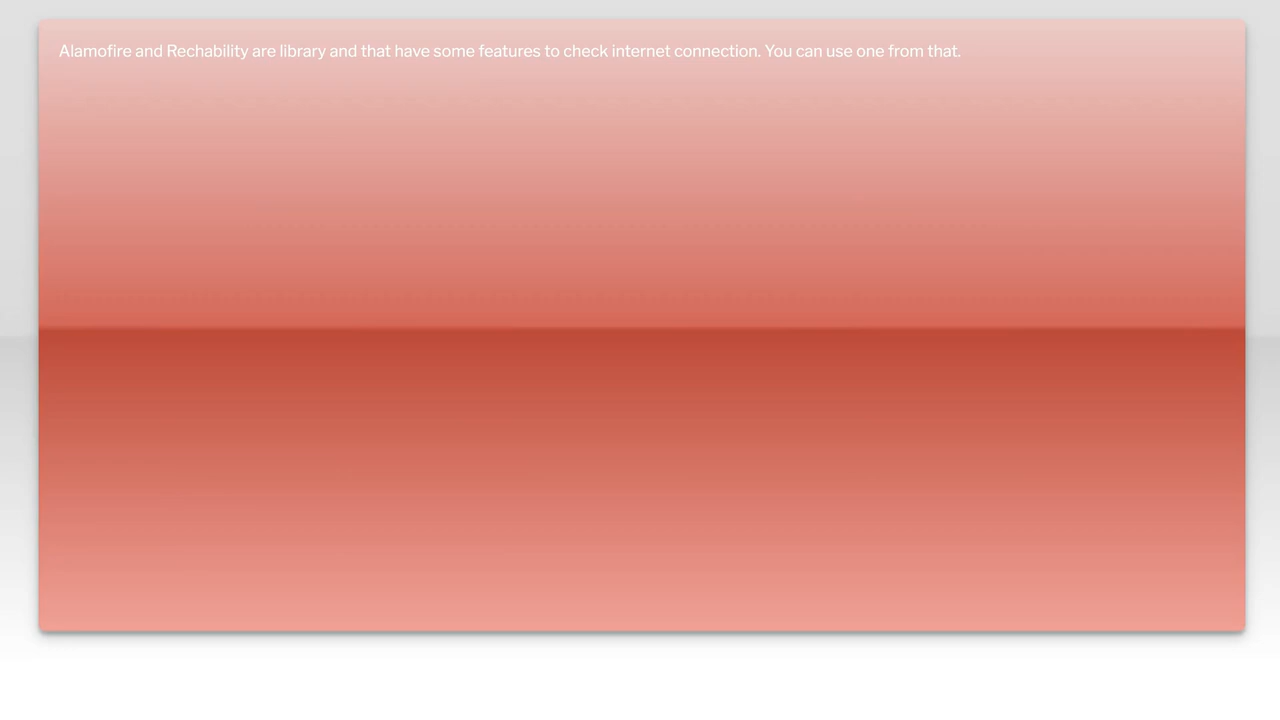 Alamofire and Rechability are library and that have some features to check internet connection. You can use one from that.